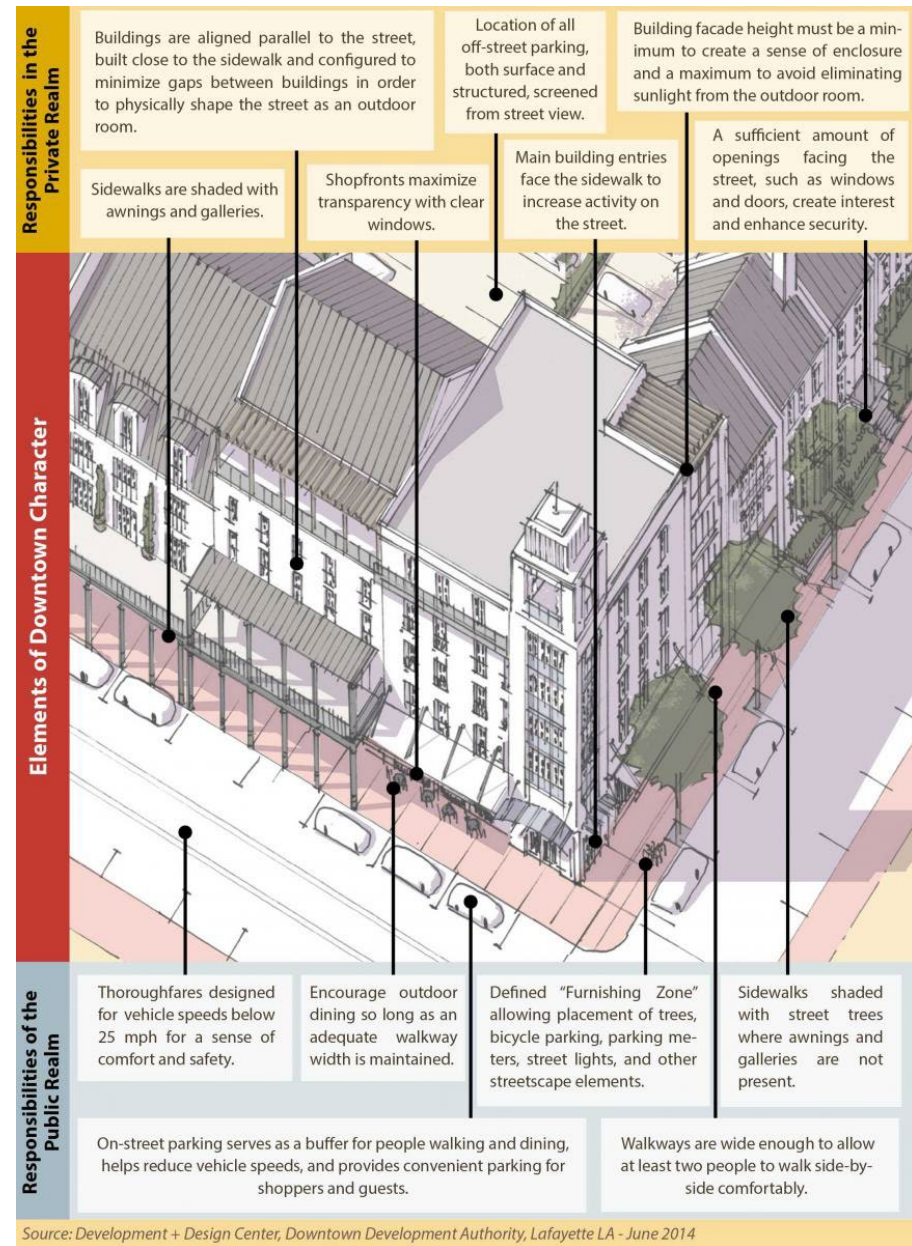 Responsibilities in the
Private Realm
Buildings are aligned parallel to the street,
built close to the sidewalk and configured to
minimize gaps between buildings in order
to physically shape the street as an outdoor
room.
Location of all
off-street parking,
both surface and
structured, screened
from street view.
Building facade height must be a min-
imum to create a sense of enclosure
and a maximum to avoid eliminating
sunlight from the outdoor room.
Sidewalks are shaded with
awnings and galleries.
Shopfronts maximize
transparency with clear
windows.
Main building entries
face the sidewalk to
increase activity on
the street.
A sufficient amount of
openings facing the
street, such as windows
and doors, create interest
and enhance security.
Elements of Downtown Character
Responsibilities of the
Public Realm
Thoroughfares designed
for vehicle speeds below
25 mph for a sense of
comfort and safety.
Encourage outdoor
dining so long as an
adequate walkway
width is maintained.
Defined “Furnishing Zone”
allowing placement of trees,
bicycle parking, parking me-
ters, street lights, and other
streetscape elements.
Sidewalks shaded
with street trees
where awnings and
galleries are not
present.
On-street parking serves as a buffer for people walking and dining,
helps reduce vehicle speeds, and provides convenient parking for
shoppers and guests.
Walkways are wide enough to allow
at least two people to walk side-by-
side comfortably.
Source: Development + Design Center, Downtown Development Authority, Lafayette LA - June 2014